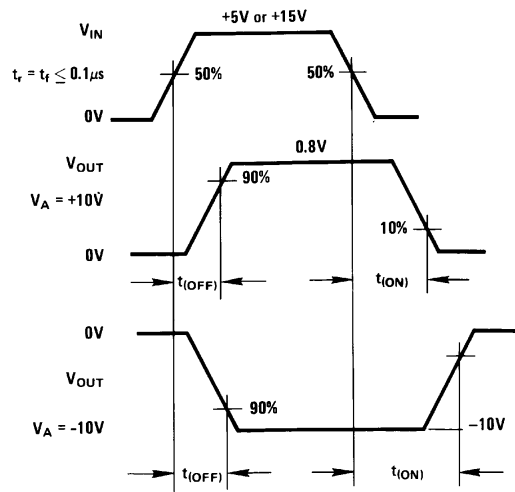 V_IN
+5V or +15V
t_r = t_f ≤ 0.1μs
50%
50%
0V
V_OUT
0.8V
90%
V_A = +10V
10%
0V
t_(OFF)
t_(ON)
0V
V_OUT
90%
V_A = −10V
−10V
t_(OFF)
t_(ON)